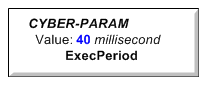 CYBER-PARAM
Value: 40 millisecond
ExecPeriod